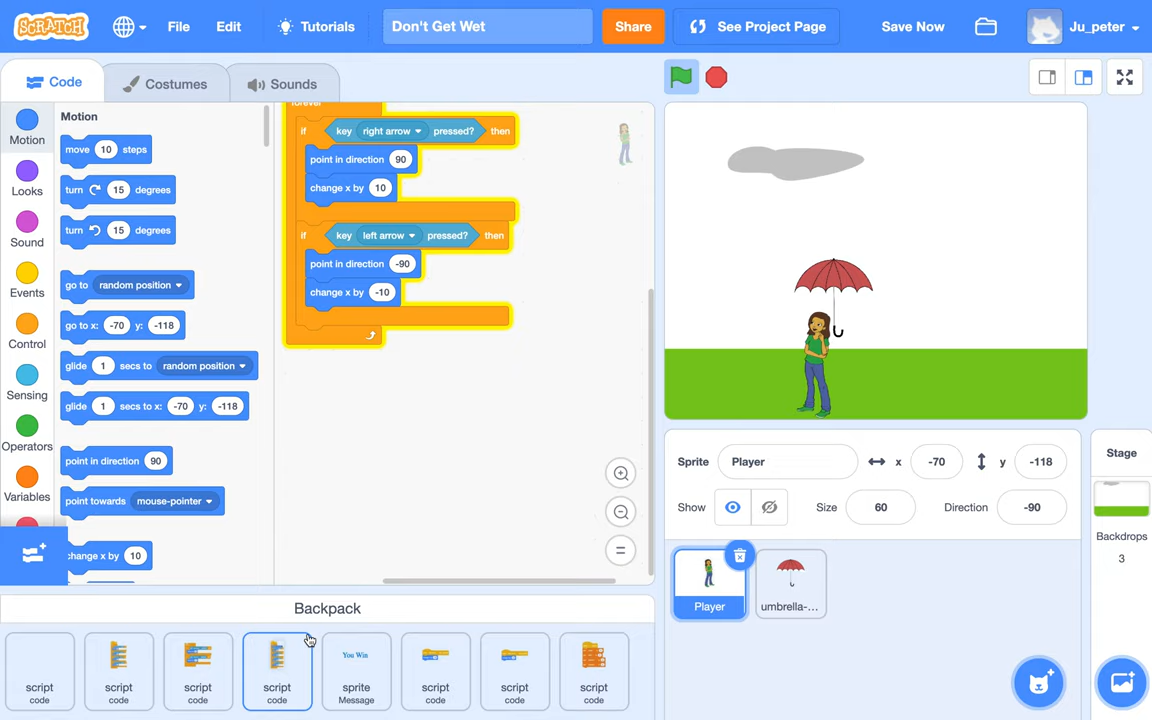 SCRATCH File Edit Tutorials Don't Get Wet Share See Project Page Save Now Ju_peter
Code Costumes Sounds
Motion
Looks
Sound
Events
Control
Sensing
Operators
Variables
Motion
move 10 steps
turn 15 degrees
turn 15 degrees
go to random position
go to x: -70 y: -118
glide 1 secs to random position
glide 1 secs to x: -70 y: -118
point in direction 90
point towards mouse-pointer
change x by 10
forever
if key right arrow pressed? then
point in direction 90
change x by 10
if key left arrow pressed? then
point in direction -90
change x by -10
Sprite Player x -70 y -118
Show Size 60 Direction -90
Player
umbrella-...
Stage
Backdrops
3
Backpack
script
code
script
code
script
code
script
code
You Win
sprite
Message
script
code
script
code
script
code